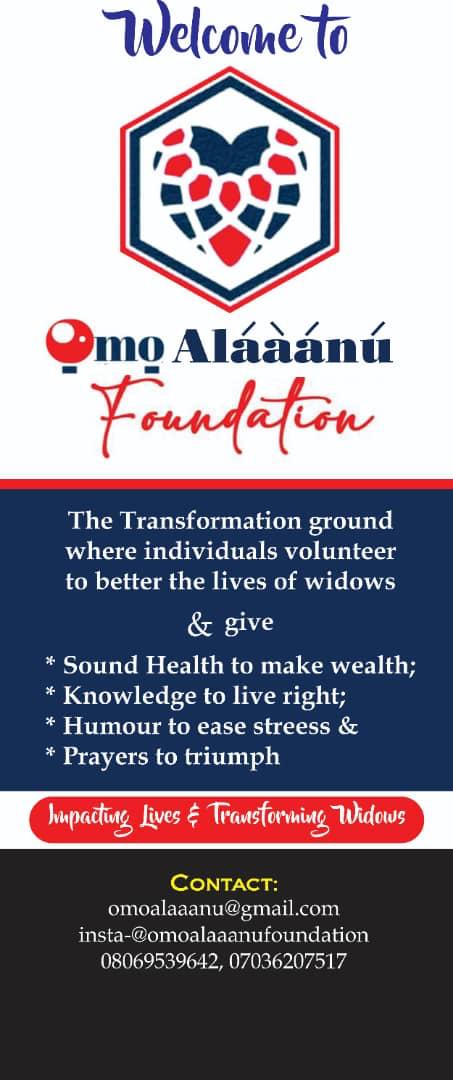 Welcome to
Ọmọ Aláàánú
Foundation
The Transformation ground
where individuals volunteer
to better the lives of widows
& give
* Sound Health to make wealth;
* Knowledge to live right;
* Humour to ease streess &
* Prayers to triumph
Impacting Lives & Transforming Widows
CONTACT:
omoalaaanu@gmail.com
insta-@omoalaaanufoundation
08069539642, 07036207517